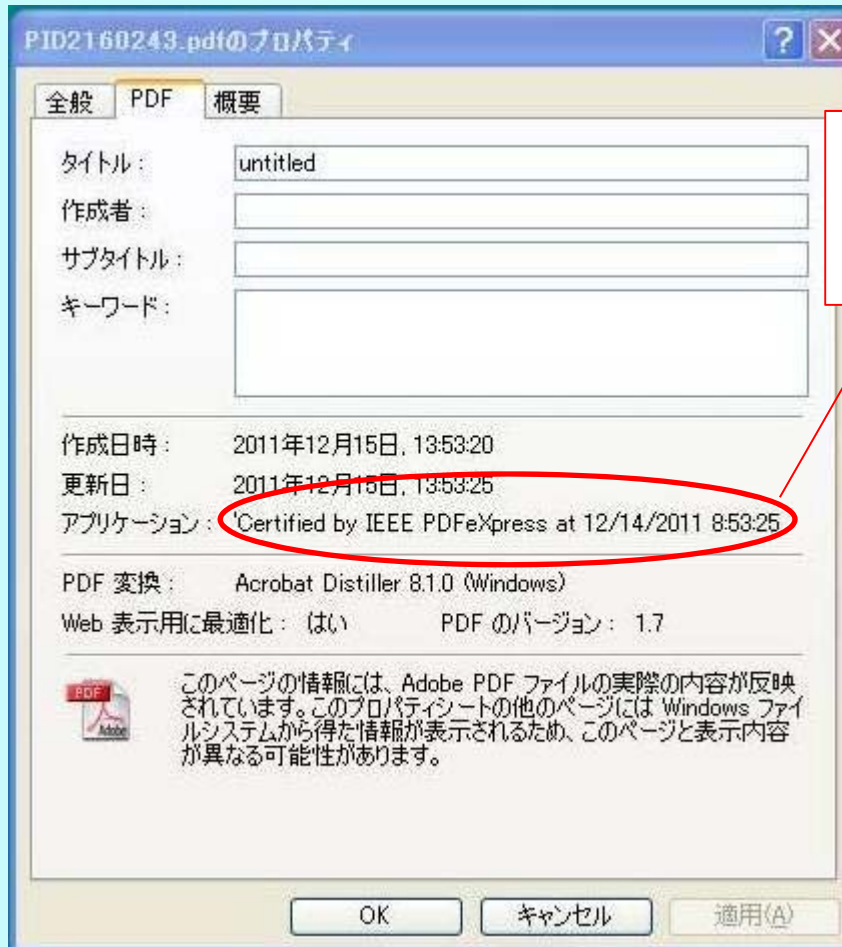 PID2160243.pdfのプロパティ
全般 PDF 概要
タイトル: untitled
作成者:
サブタイトル:
キーワード:
作成日時: 2011年12月15日, 13:53:20
更新日: 2011年12月15日, 13:53:25
アプリケーション: 'Certified by IEEE PDFeXpress at 12/14/2011 8:53:25
PDF 変換: Acrobat Distiller 8.1.0 (Windows)
Web 表示用に最適化: はい PDF のバージョン: 1.7
このページの情報には、Adobe PDF ファイルの実際の内容が反映
されています。このプロパティシートの他のページには Windows ファイ
ルシステムから得た情報が表示されるため、このページと表示内容
が異なる可能性があります。
PDF
Adobe
OK キャンセル 適用(A)